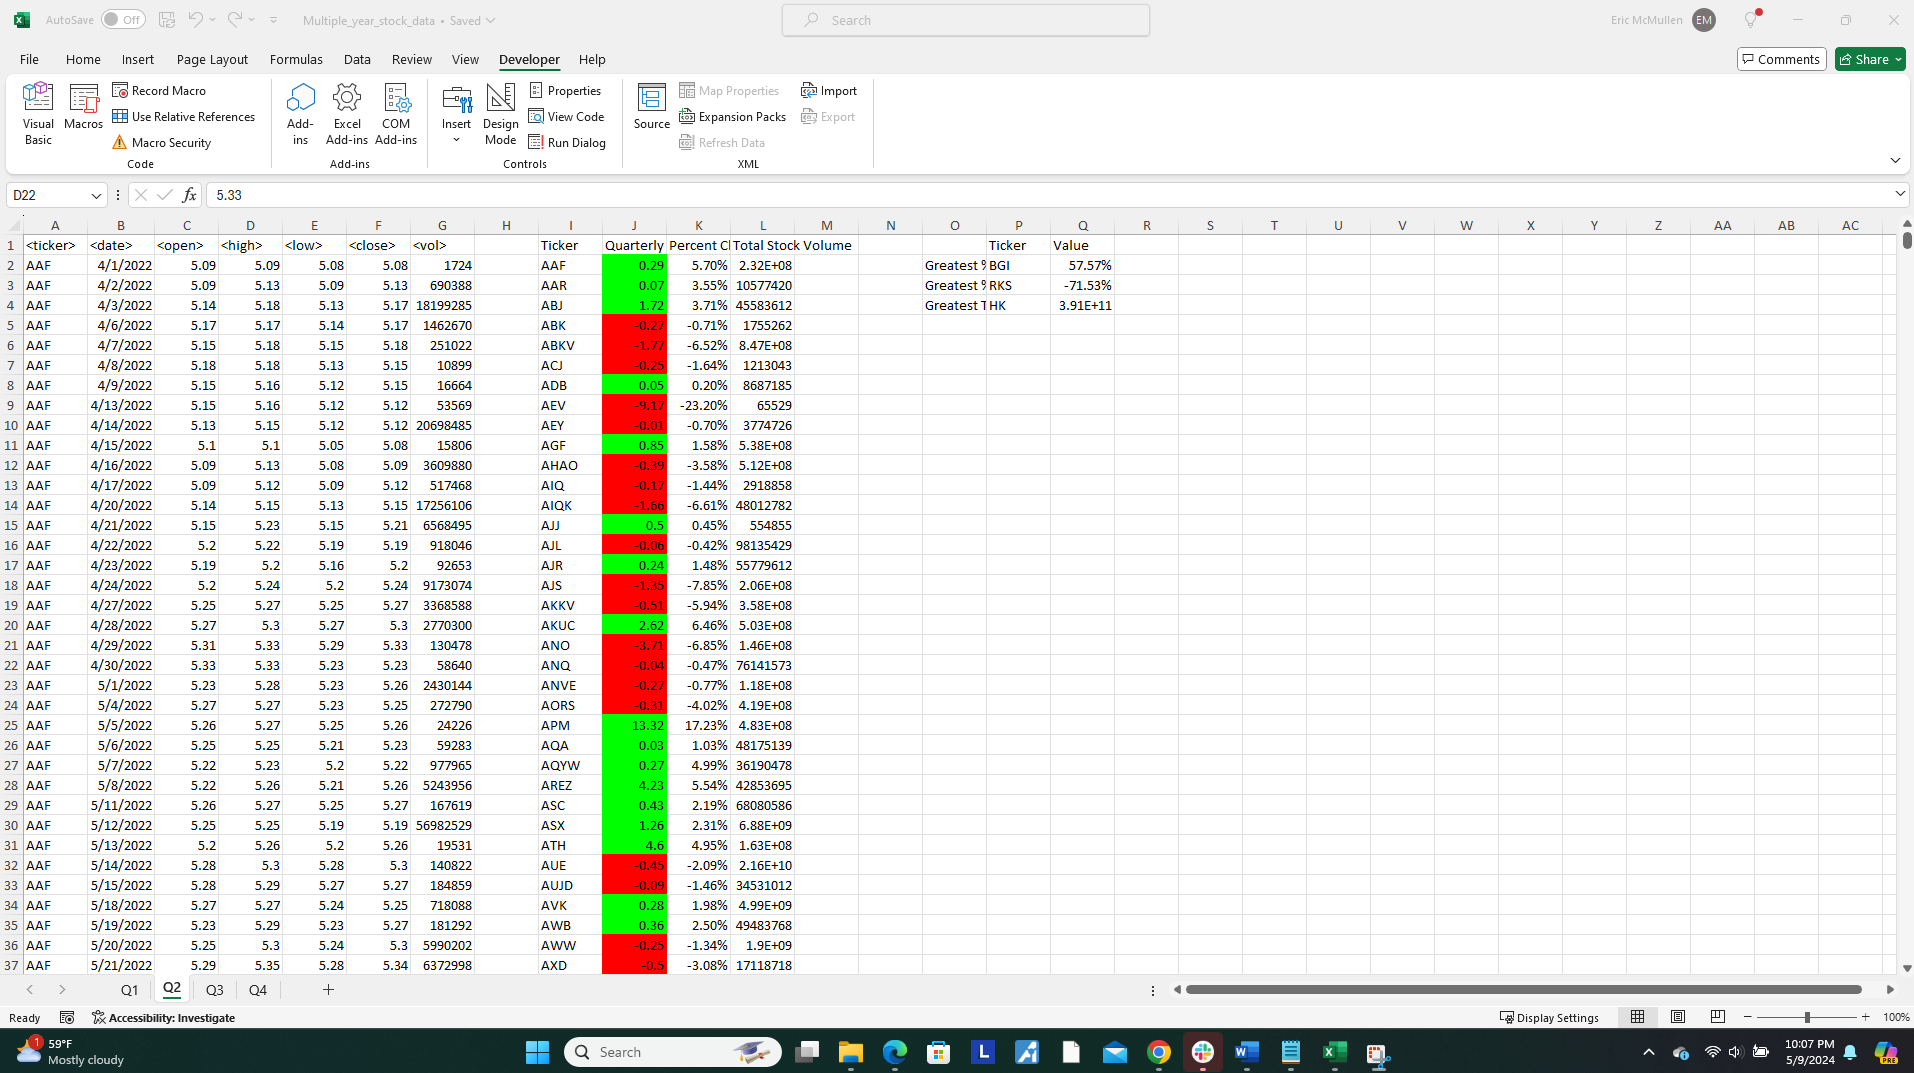 AutoSave Off Multiple_year_stock_data • Saved Search Eric McMullen EM
File Home Insert Page Layout Formulas Data Review View Developer Help Comments Share
Visual Basic Macros Record Macro Use Relative References Macro Security Code
Add-ins Excel Add-ins COM Add-ins Add-ins
Insert Design Mode Properties View Code Run Dialog Controls
Source Map Properties Expansion Packs Refresh Data Import Export XML
D22 fx 5.33
A B C D E F G H I J K L M N O P Q R S T U V W X Y Z AA AB AC
1 <ticker> <date> <open> <high> <low> <close> <vol> Ticker Quarterly Percent Cl Total Stock Volume Ticker Value
2 AAF 4/1/2022 5.09 5.09 5.08 5.08 1724 AAF 0.29 5.70% 2.32E+08 Greatest % BGI 57.57%
3 AAF 4/2/2022 5.09 5.13 5.09 5.13 690388 AAR 0.07 3.55% 10577420 Greatest % RKS -71.53%
4 AAF 4/3/2022 5.14 5.18 5.13 5.17 18199285 ABJ 1.72 3.71% 45583612 Greatest T HK 3.91E+11
5 AAF 4/6/2022 5.17 5.17 5.14 5.17 1462670 ABK -0.27 -0.71% 1755262
6 AAF 4/7/2022 5.15 5.18 5.15 5.18 251022 ABKV -1.77 -6.52% 8.47E+08
7 AAF 4/8/2022 5.18 5.18 5.13 5.15 10899 ACJ -0.25 -1.64% 1213043
8 AAF 4/9/2022 5.15 5.16 5.12 5.15 16664 ADB 0.05 0.20% 8687185
9 AAF 4/13/2022 5.15 5.16 5.12 5.12 53569 AEV -9.17 -23.20% 65529
10 AAF 4/14/2022 5.13 5.15 5.12 5.12 20698485 AEY -0.01 -0.70% 3774726
11 AAF 4/15/2022 5.1 5.1 5.05 5.08 15806 AGF 0.85 1.58% 5.38E+08
12 AAF 4/16/2022 5.09 5.13 5.08 5.09 3609880 AHAO -0.39 -3.58% 5.12E+08
13 AAF 4/17/2022 5.09 5.12 5.09 5.12 517468 AIQ -0.17 -1.44% 2918858
14 AAF 4/20/2022 5.14 5.15 5.13 5.15 17256106 AIQK -1.66 -6.61% 48012782
15 AAF 4/21/2022 5.15 5.23 5.15 5.21 6568495 AJJ 0.5 0.45% 554855
16 AAF 4/22/2022 5.2 5.22 5.19 5.19 918046 AJL -0.06 -0.42% 98135429
17 AAF 4/23/2022 5.19 5.2 5.16 5.2 92653 AJR 0.24 1.48% 55779612
18 AAF 4/24/2022 5.2 5.24 5.2 5.24 9173074 AJS -1.35 -7.85% 2.06E+08
19 AAF 4/27/2022 5.25 5.27 5.25 5.27 3368588 AKKV -0.51 -5.94% 3.58E+08
20 AAF 4/28/2022 5.27 5.3 5.27 5.3 2770300 AKUC 2.62 6.46% 5.03E+08
21 AAF 4/29/2022 5.31 5.33 5.29 5.33 130478 ANO -3.71 -6.85% 1.46E+08
22 AAF 4/30/2022 5.33 5.33 5.23 5.23 58640 ANQ -0.04 -0.47% 76141573
23 AAF 5/1/2022 5.23 5.28 5.23 5.26 2430144 ANVE -0.27 -0.77% 1.18E+08
24 AAF 5/4/2022 5.27 5.27 5.23 5.25 272790 AORS -0.31 -4.02% 4.19E+08
25 AAF 5/5/2022 5.26 5.27 5.25 5.26 24226 APM 13.32 17.23% 4.83E+08
26 AAF 5/6/2022 5.25 5.25 5.21 5.23 59283 AQA 0.03 1.03% 48175139
27 AAF 5/7/2022 5.22 5.23 5.2 5.22 977965 AQYW 0.27 4.99% 36190478
28 AAF 5/8/2022 5.22 5.26 5.21 5.26 5243956 AREZ 4.23 5.54% 42853695
29 AAF 5/11/2022 5.26 5.27 5.25 5.27 167619 ASC 0.43 2.19% 68080586
30 AAF 5/12/2022 5.25 5.25 5.19 5.19 56982529 ASX 1.26 2.31% 6.88E+09
31 AAF 5/13/2022 5.2 5.26 5.2 5.26 19531 ATH 4.6 4.95% 1.63E+08
32 AAF 5/14/2022 5.28 5.3 5.28 5.3 140822 AUE -0.45 -2.09% 2.16E+10
33 AAF 5/15/2022 5.28 5.29 5.27 5.27 184859 AUJD -0.09 -1.46% 34531012
34 AAF 5/18/2022 5.27 5.27 5.24 5.25 718088 AVK 0.28 1.98% 4.99E+09
35 AAF 5/19/2022 5.23 5.29 5.23 5.27 181292 AWB 0.36 2.50% 49483768
36 AAF 5/20/2022 5.25 5.3 5.24 5.3 5990202 AWW -0.25 -1.34% 1.9E+09
37 AAF 5/21/2022 5.29 5.35 5.28 5.34 6372998 AXD -0.5 -3.08% 17118718
Q1 Q2 Q3 Q4
Ready Accessibility: Investigate Display Settings 100%
1 59°F Mostly cloudy Search L 10:07 PM 5/9/2024 PRE